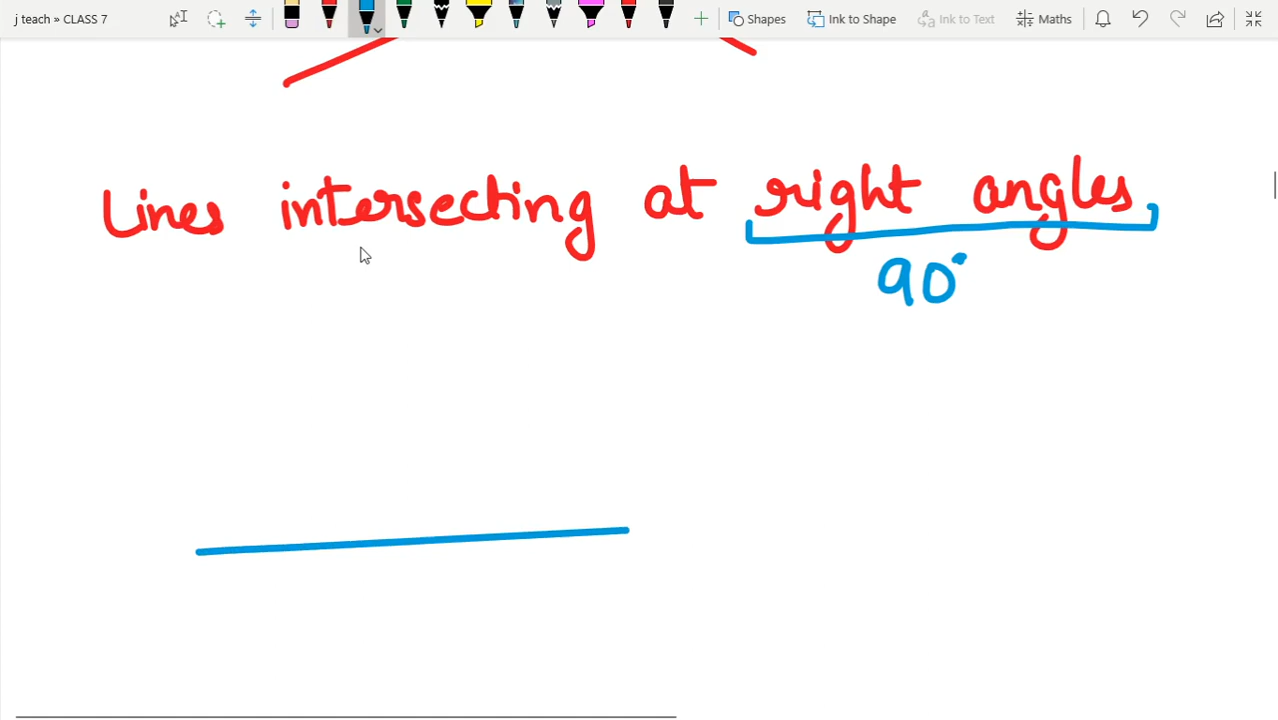 j teach » CLASS 7
Shapes Ink to Shape Ink to Text Maths
Lines intersecting at right angles,
90°